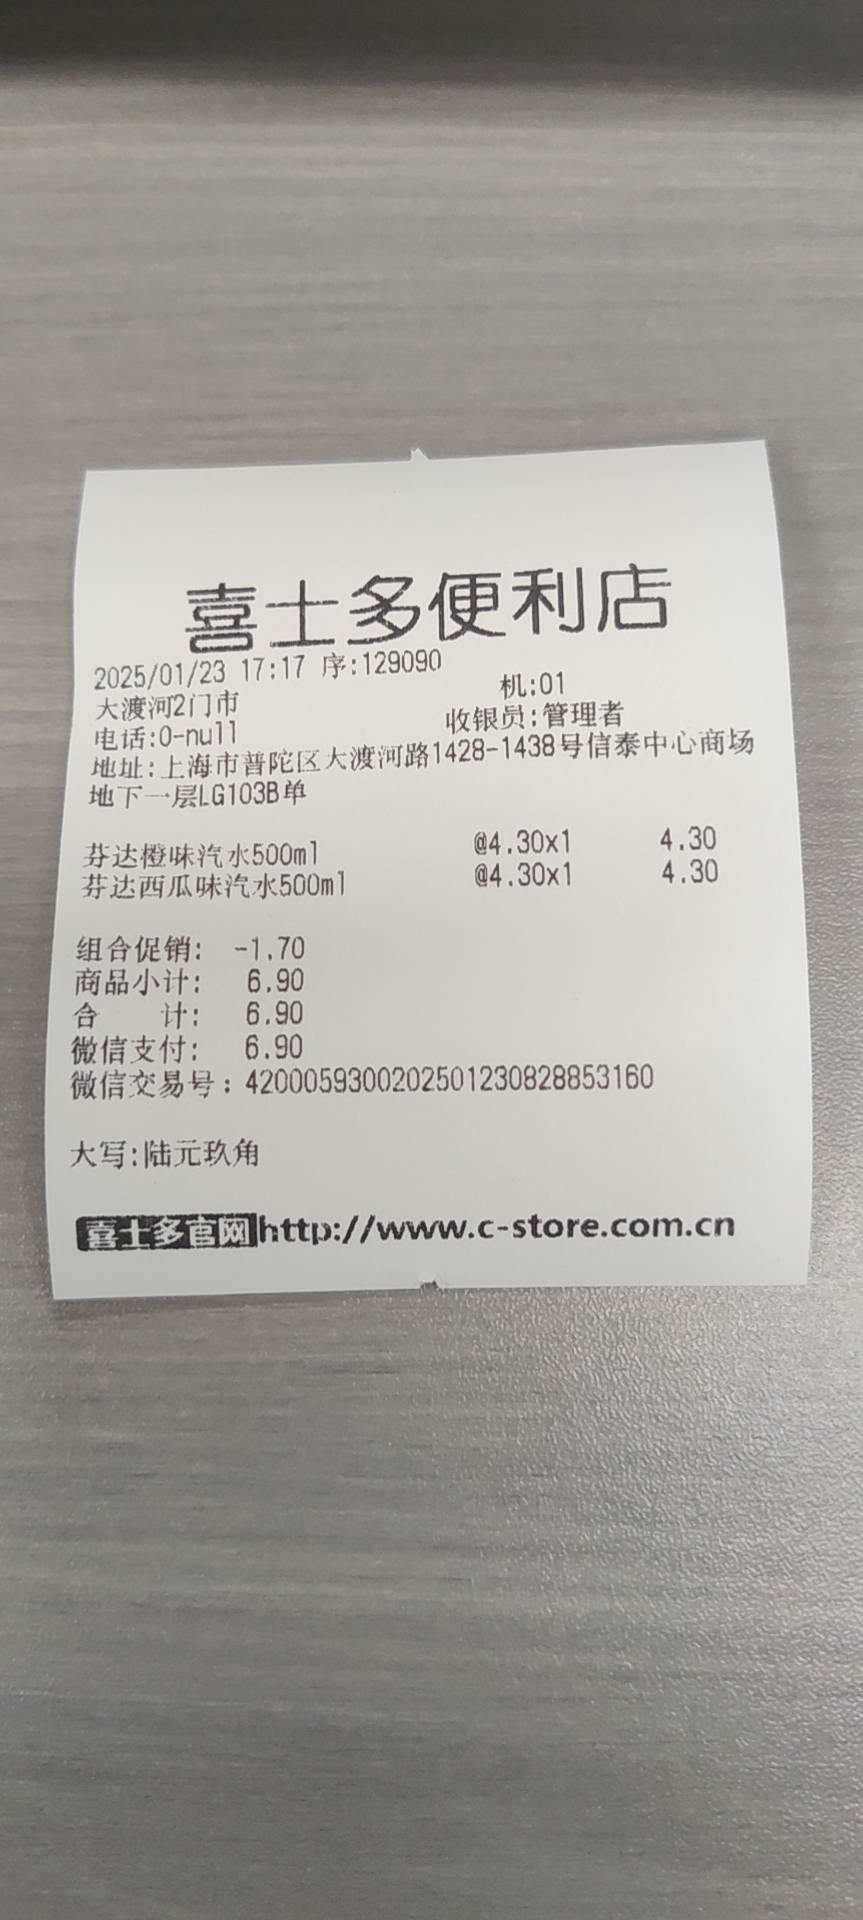 喜士多便利店
2025/01/23 17:17 序:129090
大渡河2门市 机:01
电话:0-null 收银员:管理者
地址:上海市普陀区大渡河路1428-1438号信泰中心商场
地下一层LG103B单
芬达橙味汽水500ml @4.30x1 4.30
芬达西瓜味汽水500ml @4.30x1 4.30
组合促销: -1.70
商品小计: 6.90
合 计: 6.90
微信支付: 6.90
微信交易号:4200059300202501230828853160
大写:陆元玖角
喜士多官网http://www.c-store.com.cn